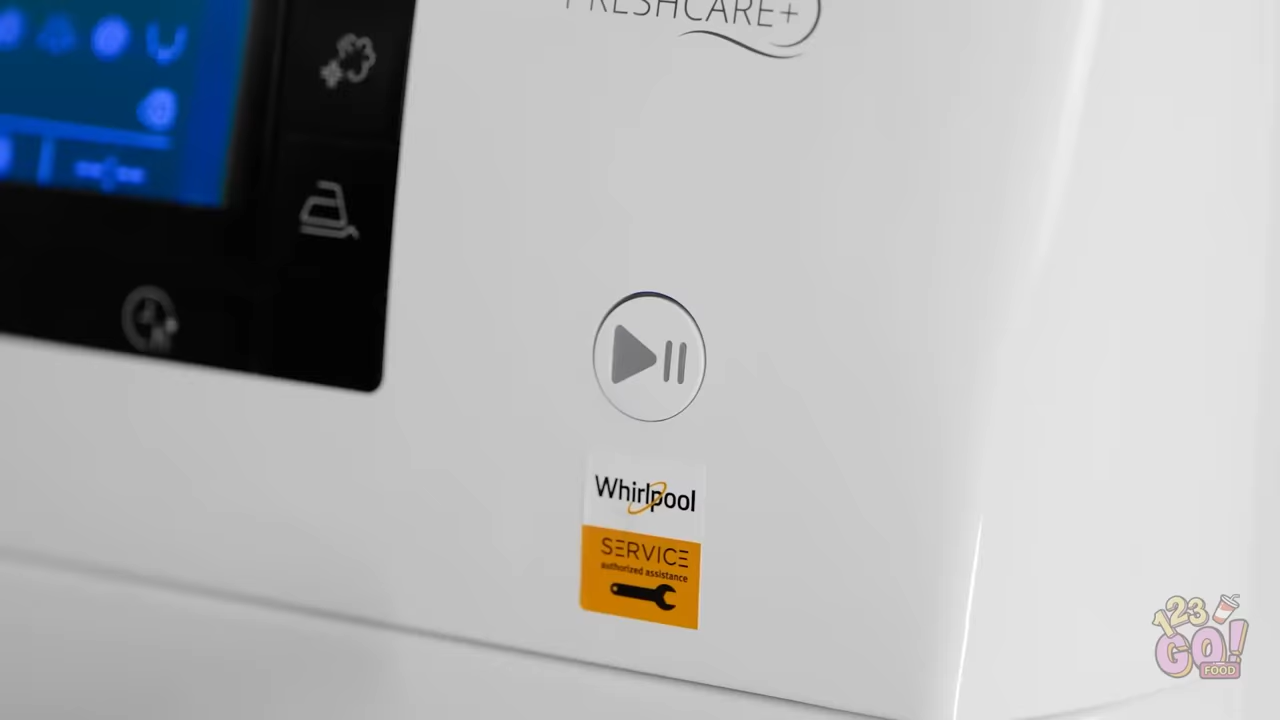 FRESHCARE+
Whirlpool
SERVICE
authorized assistance
123
GO!
FOOD